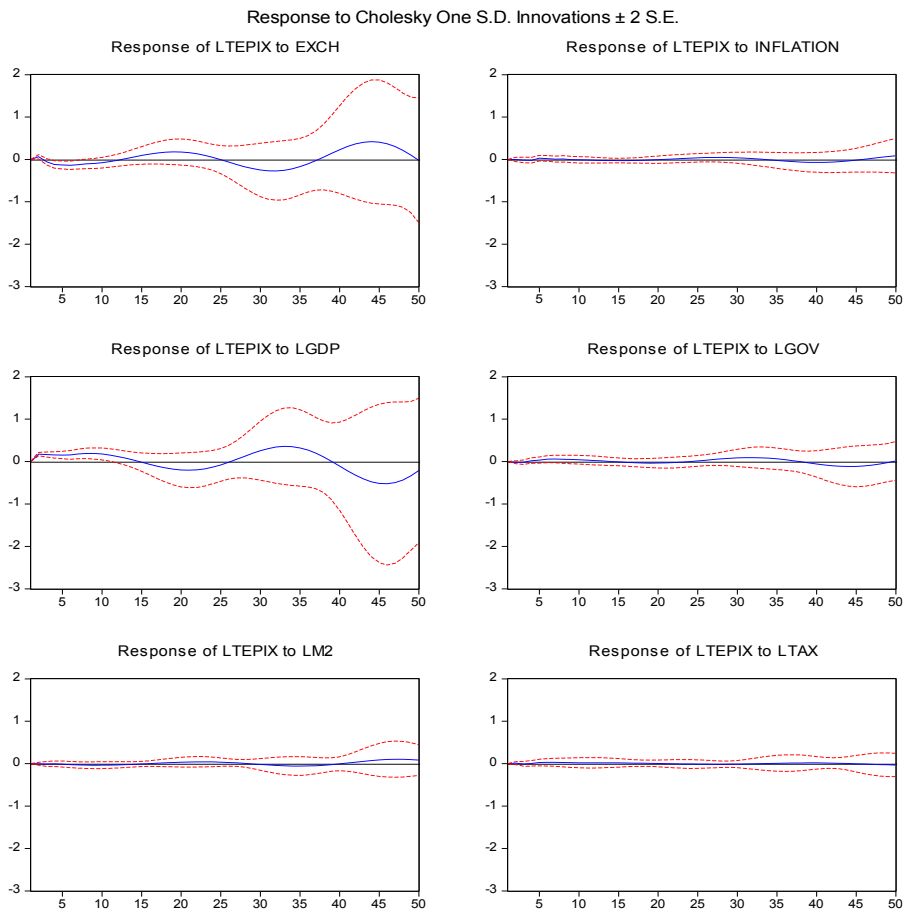 Response to Cholesky One S.D. Innovations ± 2 S.E.
Response of LTEPIX to EXCH
2
1
0
-1
-2
-3
5 10 15 20 25 30 35 40 45 50
Response of LTEPIX to INFLATION
2
1
0
-1
-2
-3
5 10 15 20 25 30 35 40 45 50
Response of LTEPIX to LGDP
2
1
0
-1
-2
-3
5 10 15 20 25 30 35 40 45 50
Response of LTEPIX to LGOV
2
1
0
-1
-2
-3
5 10 15 20 25 30 35 40 45 50
Response of LTEPIX to LM2
2
1
0
-1
-2
-3
5 10 15 20 25 30 35 40 45 50
Response of LTEPIX to LTAX
2
1
0
-1
-2
-3
5 10 15 20 25 30 35 40 45 50